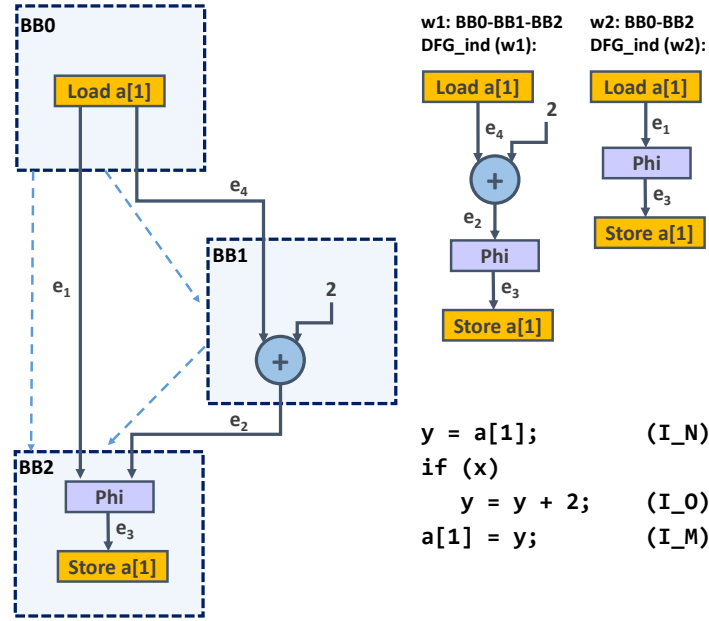 BB0
Load a[1]
e4
e1
BB1
2
+
e2
BB2
Phi
e3
Store a[1]
w1: BB0-BB1-BB2
DFG_ind (w1):
Load a[1]
e4
2
+
e2
Phi
e3
Store a[1]
w2: BB0-BB2
DFG_ind (w2):
Load a[1]
e1
Phi
e3
Store a[1]
y = a[1]; (I_N)
if (x)
y = y + 2; (I_O)
a[1] = y; (I_M)